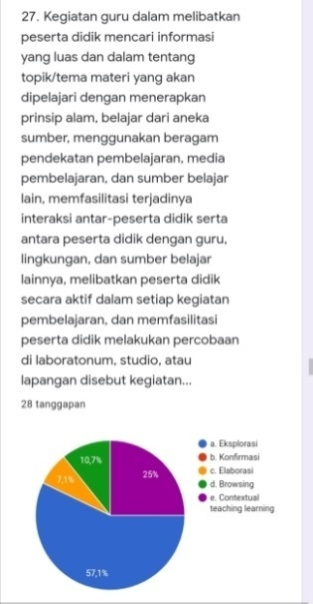 27. Kegiatan guru dalam melibatkan
peserta didik mencari informasi
yang luas dan dalam tentang
topik/tema materi yang akan
dipelajari dengan menerapkan
prinsip alam, belajar dari aneka
sumber, menggunakan beragam
pendekatan pembelajaran, media
pembelajaran, dan sumber belajar
lain, memfasilitasi terjadinya
interaksi antar-peserta didik serta
antara peserta didik dengan guru,
lingkungan, dan sumber belajar
lainnya, melibatkan peserta didik
secara aktif dalam setiap kegiatan
pembelajaran, dan memfasilitasi
peserta didik melakukan percobaan
di laboratonum, studio, atau
lapangan disebut kegiatan...
28 tanggapan
a. Eksplorasi
b. Konfirmasi
c. Elaborasi
d. Browsing
e. Contextual
teaching learning
10,7%
25%
7,1%
57,1%